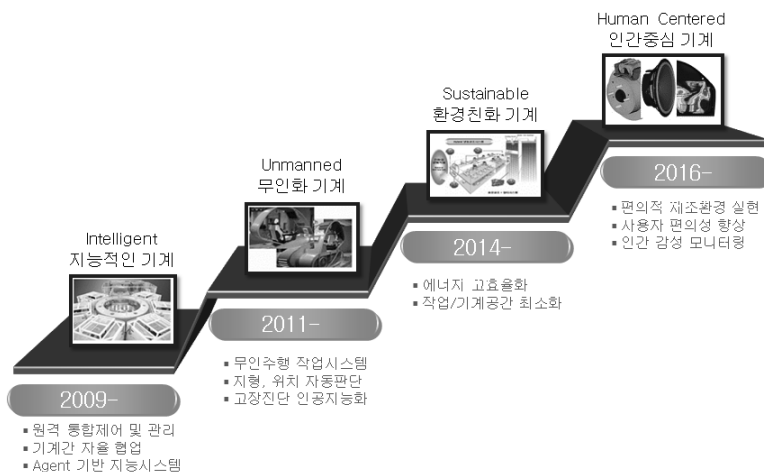 Intelligent
지능적인 기계
2009-
▪ 원격 통합제어 및 관리
▪ 기계간 자율 협업
▪ Agent 기반 지능시스템
Unmanned
무인화 기계
2011-
▪ 무인수행 작업시스템
▪ 지형, 위치 자동판단
▪ 고장진단 인공지능화
Sustainable
환경친화 기계
2014-
▪ 에너지 고효율화
▪ 작업/기계공간 최소화
Human Centered
인간중심 기계
2016-
▪ 편의적 제조환경 실현
▪ 사용자 편의성 향상
▪ 인간 감성 모니터링